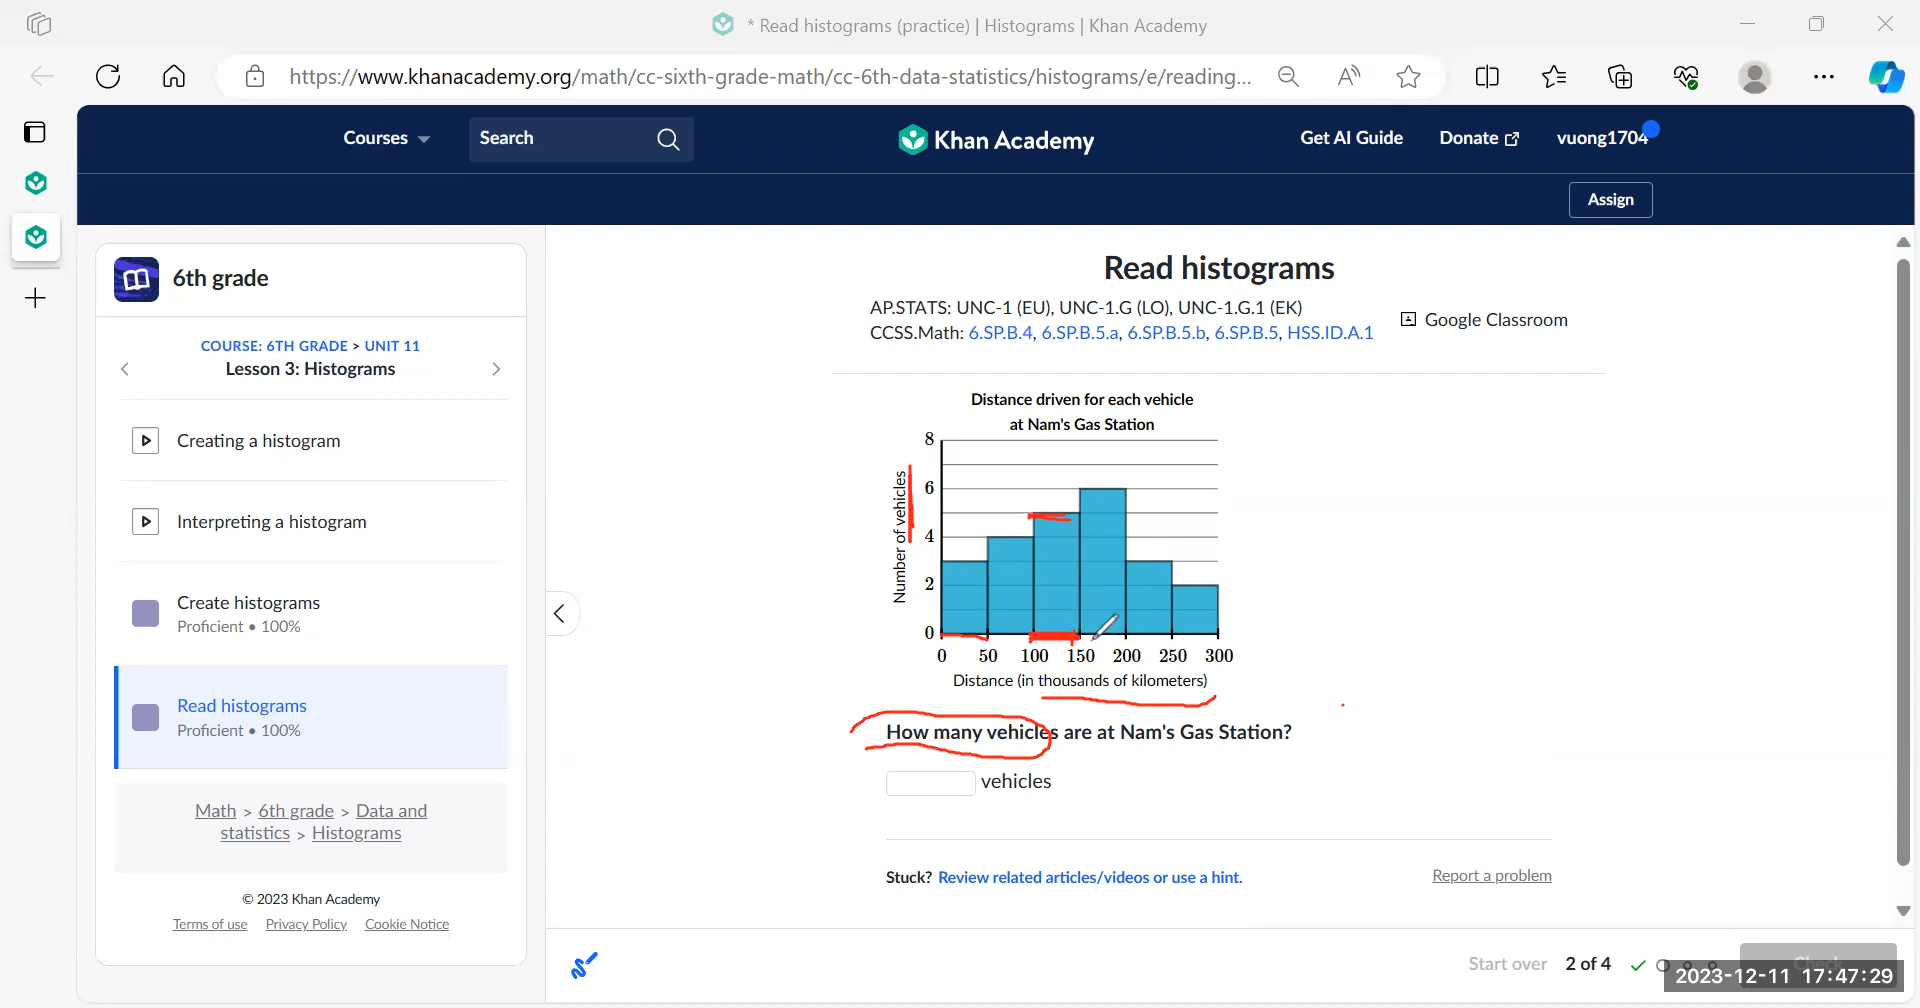 * Read histograms (practice) | Histograms | Khan Academy
https://www.khanacademy.org/math/cc-sixth-grade-math/cc-6th-data-statistics/histograms/e/reading...
Courses
Search
Khan Academy
Get AI Guide
Donate
vuong1704
Assign
6th grade
COURSE: 6TH GRADE > UNIT 11
Lesson 3: Histograms
Creating a histogram
Interpreting a histogram
Create histograms
Proficient • 100%
Read histograms
Proficient • 100%
Math > 6th grade > Data and
statistics > Histograms
© 2023 Khan Academy
Terms of use Privacy Policy Cookie Notice
Read histograms
AP.STATS: UNC-1 (EU), UNC-1.G (LO), UNC-1.G.1 (EK)
CCSS.Math: 6.SP.B.4, 6.SP.B.5.a, 6.SP.B.5.b, 6.SP.B.5, HSS.ID.A.1
Google Classroom
Distance driven for each vehicle
at Nam's Gas Station
Number of vehicles
8
6
4
2
0
0 50 100 150 200 250 300
Distance (in thousands of kilometers)
How many vehicles are at Nam's Gas Station?
vehicles
Stuck? Review related articles/videos or use a hint.
Report a problem
Start over 2 of 4
Check
2023-12-11 17:47:29